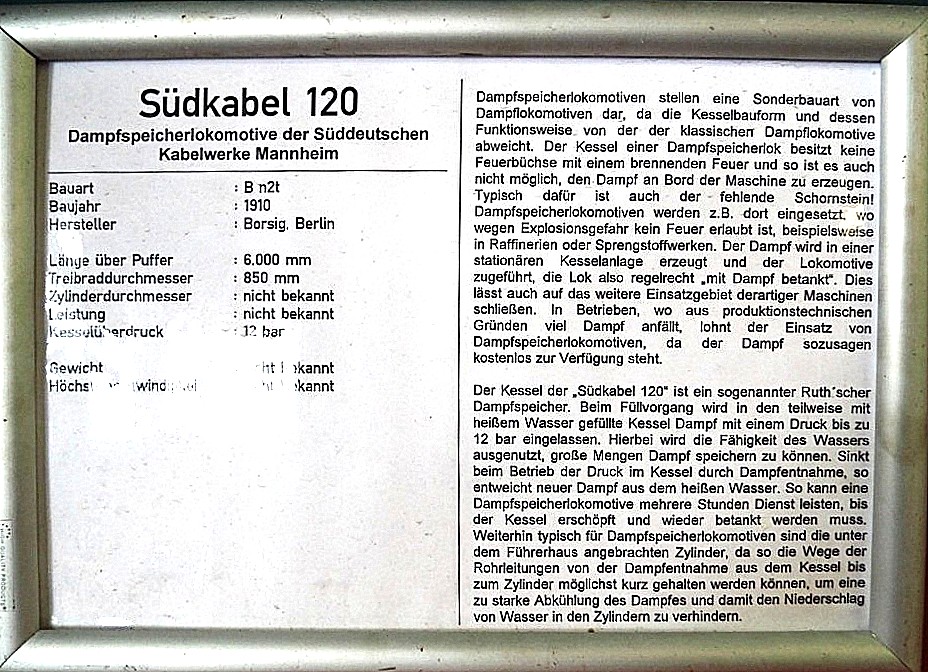 Südkabel 120
Dampfspeicherlokomotive der Süddeutschen
Kabelwerke Mannheim
Bauart : B n2t
Baujahr : 1910
Hersteller : Borsig, Berlin
Länge über Puffer : 6.000 mm
Treibraddurchmesser : 850 mm
Zylinderdurchmesser : nicht bekannt
Leistung : nicht bekannt
Kesselüberdruck : 12 bar
Gewicht
Dampfspeicherlokomotiven stellen eine Sonderbauart von
Dampflokomotiven dar, da die Kesselbauform und dessen
Funktionsweise von der der klassischen Dampflokomotive
abweicht. Der Kessel einer Dampfspeicherlok besitzt keine
Feuerbüchse mit einem brennenden Feuer und so ist es auch
nicht möglich, den Dampf an Bord der Maschine zu erzeugen.
Typisch dafür ist auch der fehlende Schornstein!
Dampfspeicherlokomotiven werden z.B. dort eingesetzt, wo
wegen Explosionsgefahr kein Feuer erlaubt ist, beispielsweise
in Raffinerien oder Sprengstoffwerken. Der Dampf wird in einer
stationären Kesselanlage erzeugt und der Lokomotive
zugeführt, die Lok also regelrecht „mit Dampf betankt“. Dies
lässt auch auf das weitere Einsatzgebiet derartiger Maschinen
schließen. In Betrieben, wo aus produktionstechnischen
Gründen viel Dampf anfällt, lohnt der Einsatz von
Dampfspeicherlokomotiven, da der Dampf sozusagen
kostenlos zur Verfügung steht.
Der Kessel der „Südkabel 120“ ist ein sogenannter Ruth'scher
Dampfspeicher. Beim Füllvorgang wird in den teilweise mit
heißem Wasser gefüllte Kessel Dampf mit einem Druck bis zu
12 bar eingelassen. Hierbei wird die Fähigkeit des Wassers
ausgenutzt, große Mengen Dampf speichern zu können. Sinkt
beim Betrieb der Druck im Kessel durch Dampfentnahme, so
entweicht neuer Dampf aus dem heißen Wasser. So kann eine
Dampfspeicherlokomotive mehrere Stunden Dienst leisten, bis
der Kessel erschöpft und wieder betankt werden muss.
Weiterhin typisch für Dampfspeicherlokomotiven sind die unter
dem Führerhaus angebrachten Zylinder, da so die Wege der
Rohrleitungen von der Dampfentnahme aus dem Kessel bis
zum Zylinder möglichst kurz gehalten werden können, um eine
zu starke Abkühlung des Dampfes und damit den Niederschlag
von Wasser in den Zylindern zu verhindern.